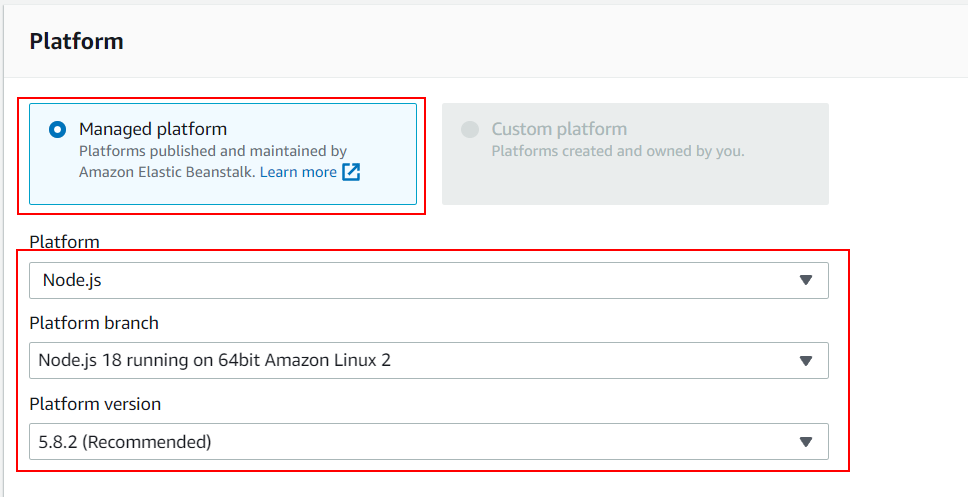 Platform
Managed platform
Platforms published and maintained by
Amazon Elastic Beanstalk. Learn more
Custom platform
Platforms created and owned by you.
Platform
Node.js
Platform branch
Node.js 18 running on 64bit Amazon Linux 2
Platform version
5.8.2 (Recommended)